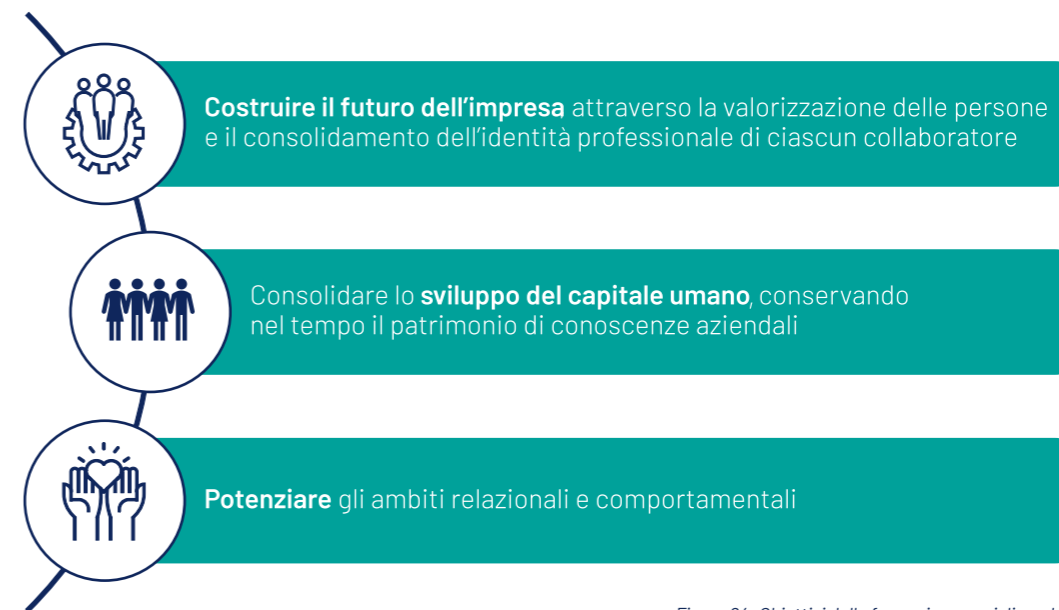 Costruire il futuro dell'impresa attraverso la valorizzazione delle persone
e il consolidamento dell'identità professionale di ciascun collaboratore
Consolidare lo sviluppo del capitale umano, conservando
nel tempo il patrimonio di conoscenze aziendali
Potenziare gli ambiti relazionali e comportamentali